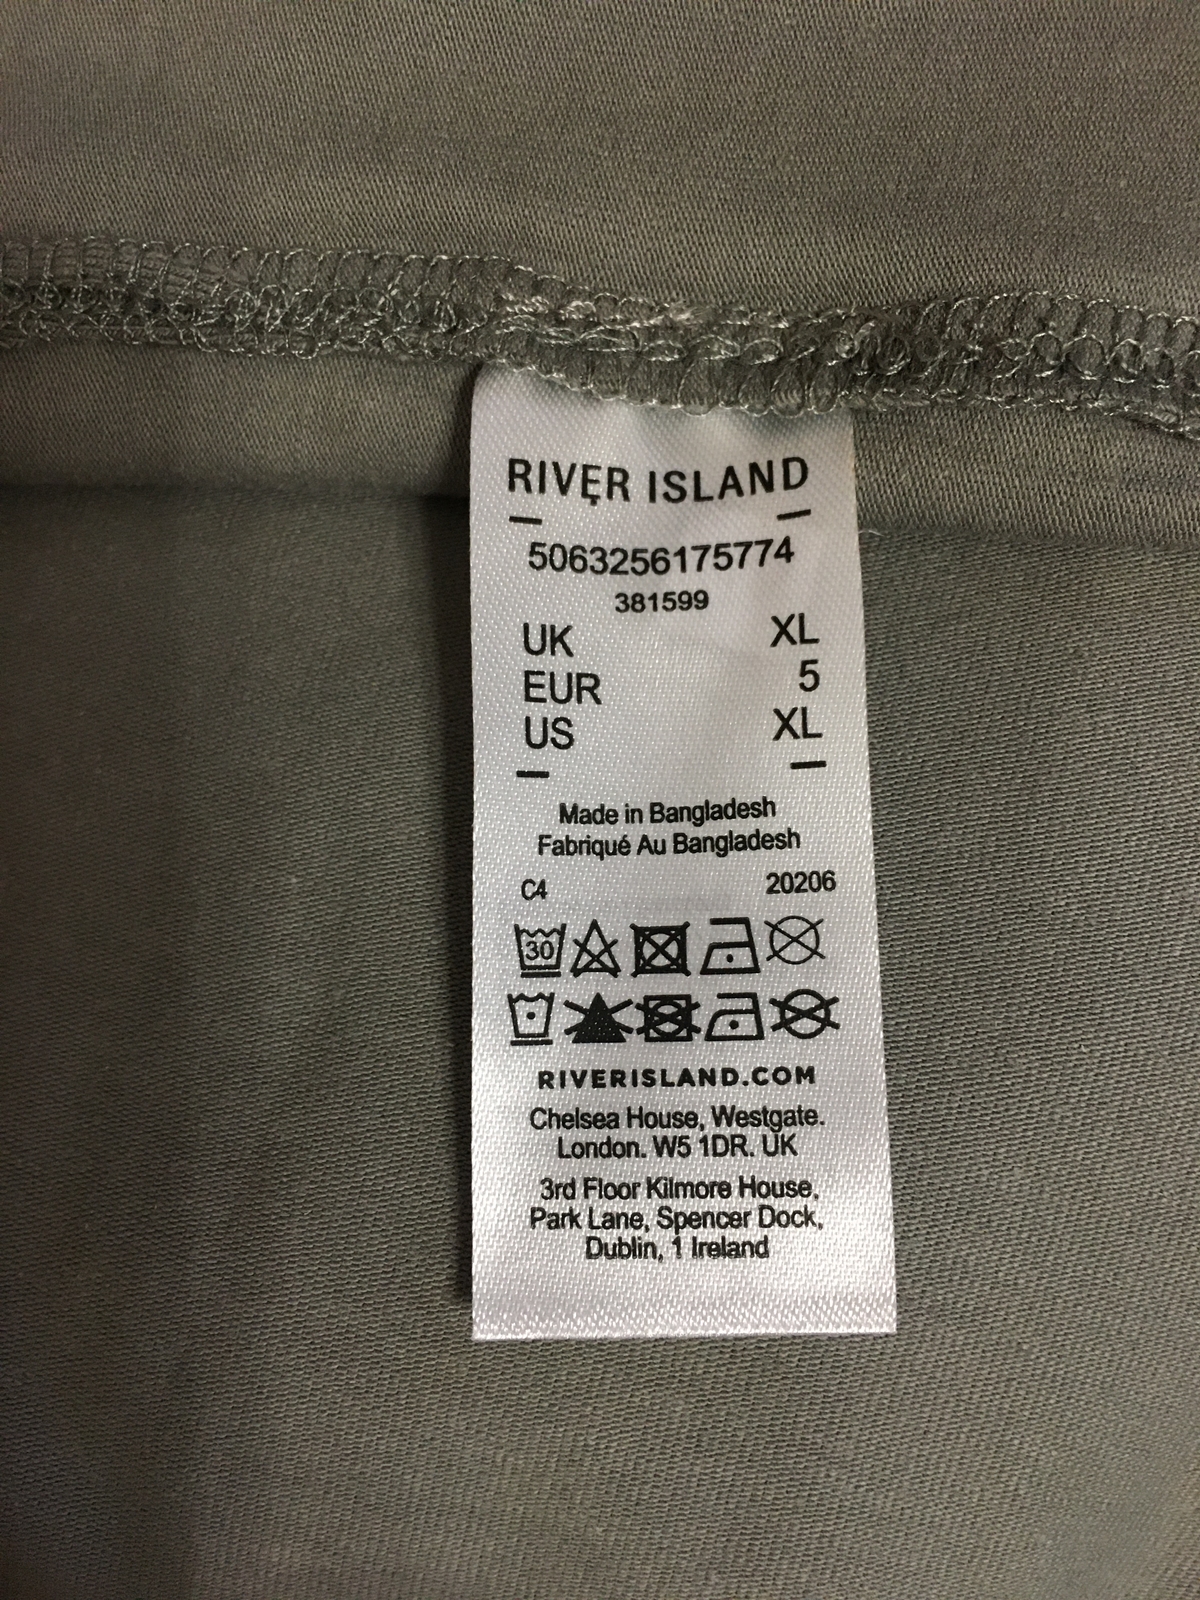 RIVER ISLAND
5063256175774
381599
UK XL
EUR 5
US XL
Made in Bangladesh
Fabriqué Au Bangladesh
C4 20206
30
RIVERISLAND.COM
Chelsea House, Westgate.
London. W5 1DR. UK
3rd Floor Kilmore House,
Park Lane, Spencer Dock,
Dublin, 1 Ireland